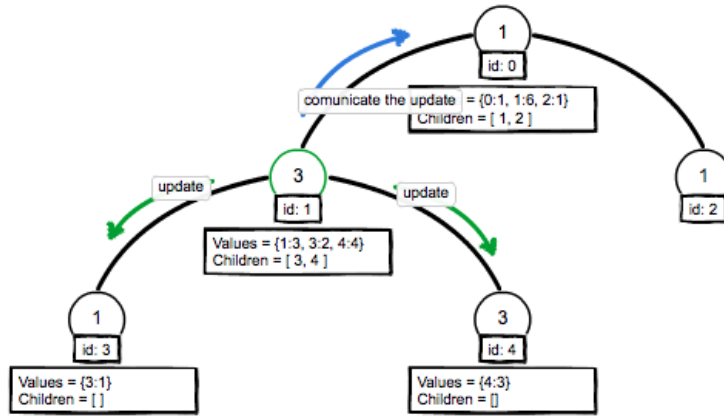 1
id: 0
comunicate the update = {0:1, 1:6, 2:1}
Children = [ 1, 2 ]
3
id: 1
update
update
1
id: 2
Values = {1:3, 3:2, 4:4}
Children = [ 3, 4 ]
1
id: 3
3
id: 4
Values = {3:1}
Children = [ ]
Values = {4:3}
Children = []